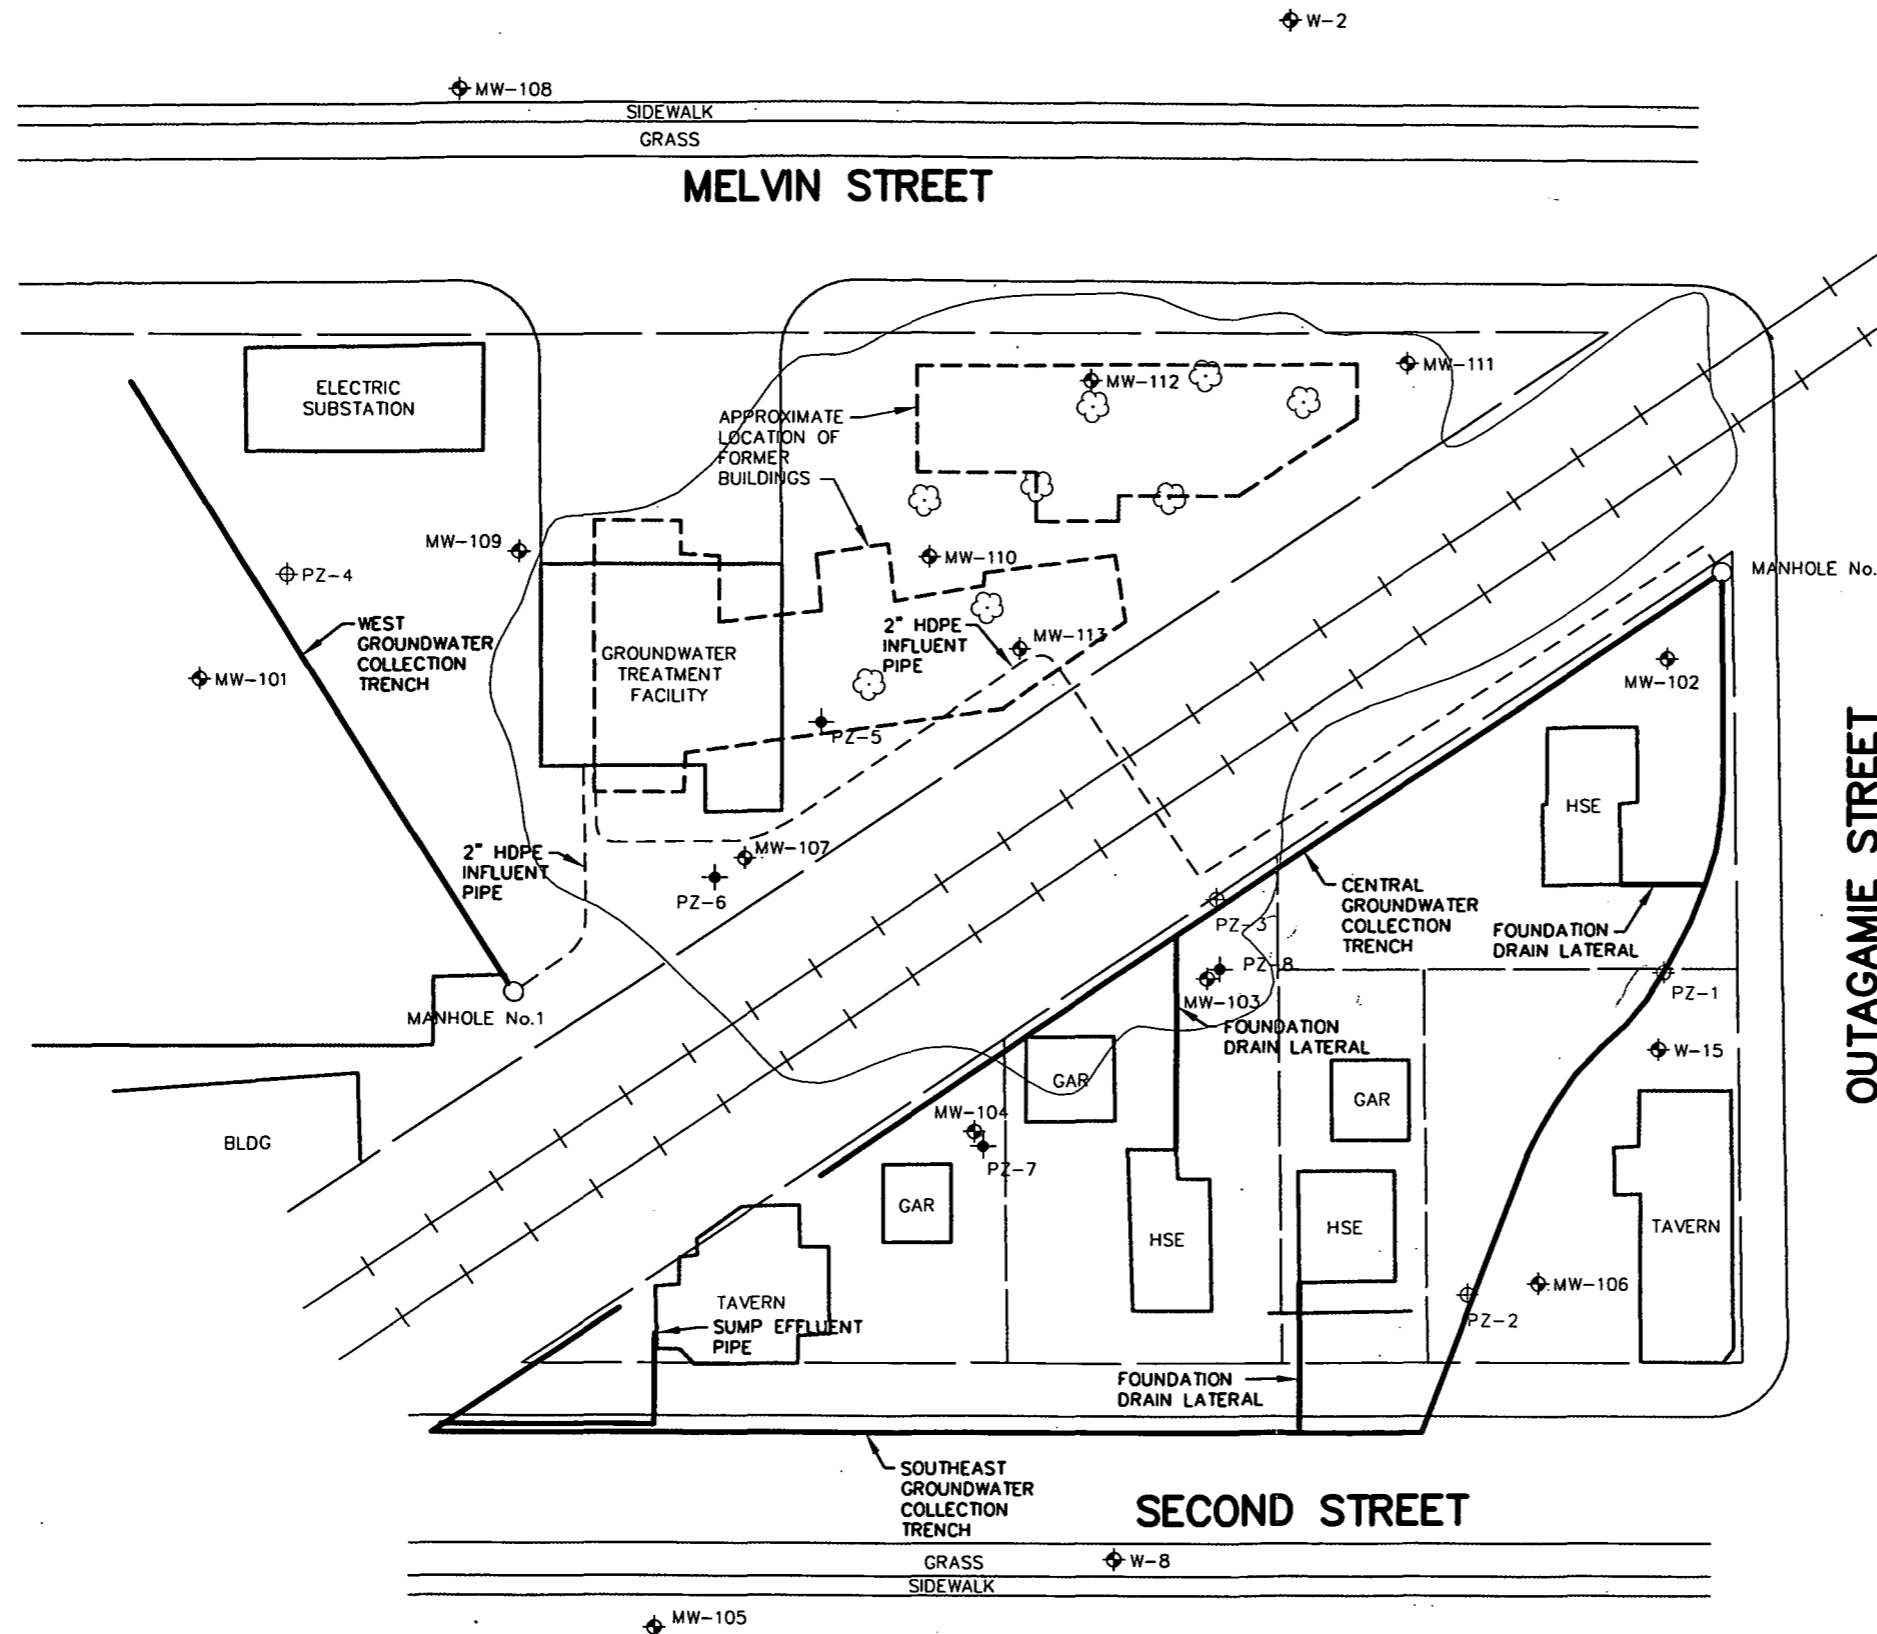 W-2
MW-108
SIDEWALK
GRASS
MELVIN STREET
ELECTRIC
SUBSTATION
MW-111
MW-112
APPROXIMATE
LOCATION OF
FORMER
BUILDINGS
MW-109
MW-110
PZ-4
MANHOLE No.
WEST
GROUNDWATER
COLLECTION
TRENCH
2" HDPE
INFLUENT
PIPE
MW-113
GROUNDWATER
TREATMENT
FACILITY
MW-101
MW-102
PZ-5
OUTAGAMIE STREET
HSE
2" HDPE
INFLUENT
PIPE
MW-107
PZ-6
CENTRAL
GROUNDWATER
COLLECTION
TRENCH
PZ-3
FOUNDATION
DRAIN LATERAL
PZ-8
MW-103
PZ-1
MANHOLE No.1
FOUNDATION
DRAIN LATERAL
W-15
GAR
GAR
MW-104
BLDG
PZ-7
GAR
HSE
HSE
TAVERN
MW-106
PZ-2
TAVERN
SUMP EFFLUENT
PIPE
FOUNDATION
DRAIN LATERAL
SOUTHEAST
GROUNDWATER
COLLECTION
TRENCH
SECOND STREET
GRASS
W-8
SIDEWALK
MW-105